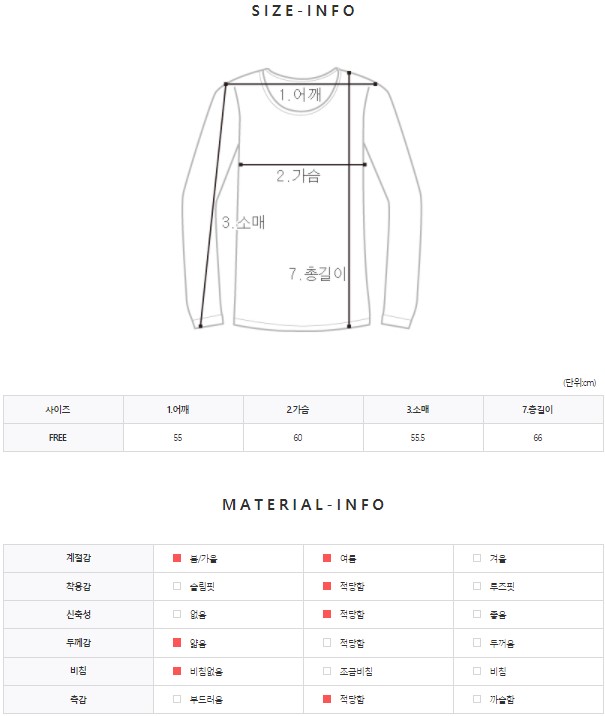 SIZE-INFO
1.어깨
2.가슴
3.소매
7.총길이
(단위:cm)
사이즈 1.어깨 2.가슴 3.소매 7.총길이
FREE 55 60 55.5 66
MATERIAL-INFO
계절감 봄/가을 여름 겨울
착용감 슬림핏 적당함 루즈핏
신축성 없음 적당함 좋음
두께감 얇음 적당함 두꺼움
비침 비침없음 조금비침 비침
촉감 부드러움 적당함 까슬함